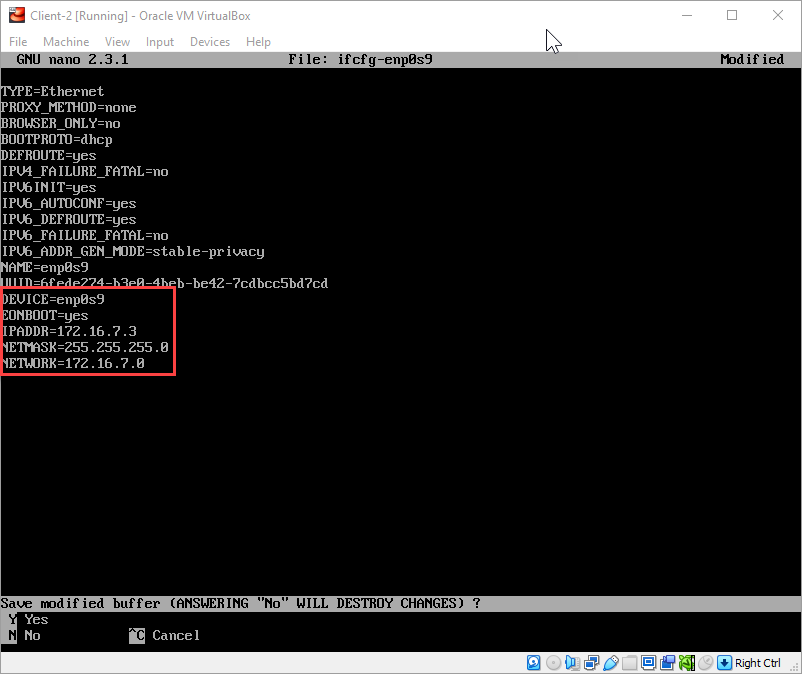 Client-2 [Running] - Oracle VM VirtualBox
File Machine View Input Devices Help
GNU nano 2.3.1 File: ifcfg-enp0s9 Modified
TYPE=Ethernet
PROXY_METHOD=none
BROWSER_ONLY=no
BOOTPROTO=dhcp
DEFROUTE=yes
IPV4_FAILURE_FATAL=no
IPV6INIT=yes
IPV6_AUTOCONF=yes
IPV6_DEFROUTE=yes
IPV6_FAILURE_FATAL=no
IPV6_ADDR_GEN_MODE=stable-privacy
NAME=enp0s9
UUID=6fede274-b3e0-4beb-be42-7cdbcc5bd7cd
DEVICE=enp0s9
EONBOOT=yes
IPADDR=172.16.7.3
NETMASK=255.255.255.0
NETWORK=172.16.7.0
Save modified buffer (ANSWERING "No" WILL DESTROY CHANGES) ?
Y Yes
N No ^C Cancel
Right Ctrl